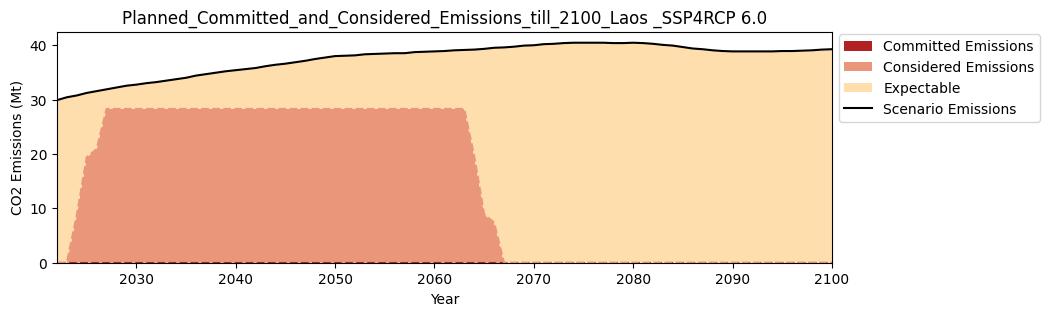 Planned_Committed_and_Considered_Emissions_till_2100_Laos _SSP4RCP 6.0
Committed Emissions
Considered Emissions
Expectable
Scenario Emissions
CO2 Emissions (Mt)
40
30
20
10
0
2030 2040 2050 2060 2070 2080 2090 2100
Year